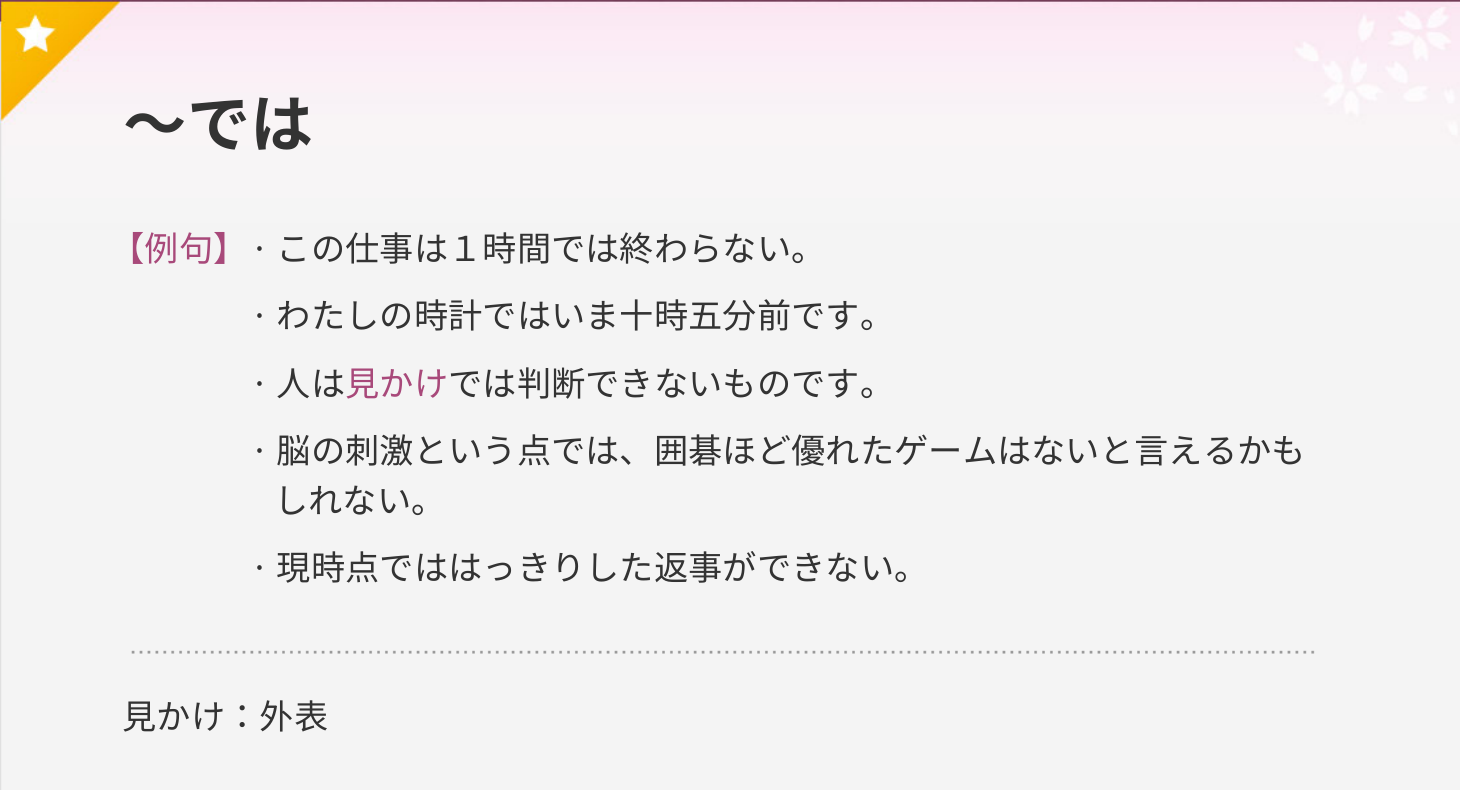 ～では
【例句】・この仕事は１時間では終わらない。
・わたしの時計ではいま十時五分前です。
・人は見かけでは判断できないものです。
・脳の刺激という点では、囲碁ほど優れたゲームはないと言えるかも
しれない。
・現時点でははっきりした返事ができない。
見かけ：外表